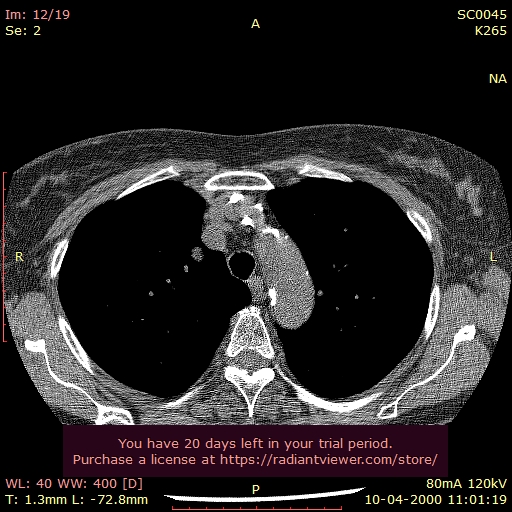 Im: 12/19
Se: 2
A
SC0045
K265
NA
R
L
You have 20 days left in your trial period.
Purchase a license at https://radiantviewer.com/store/
WL: 40 WW: 400 [D]
T: 1.3mm L: -72.8mm
P
80mA 120kV
10-04-2000 11:01:19